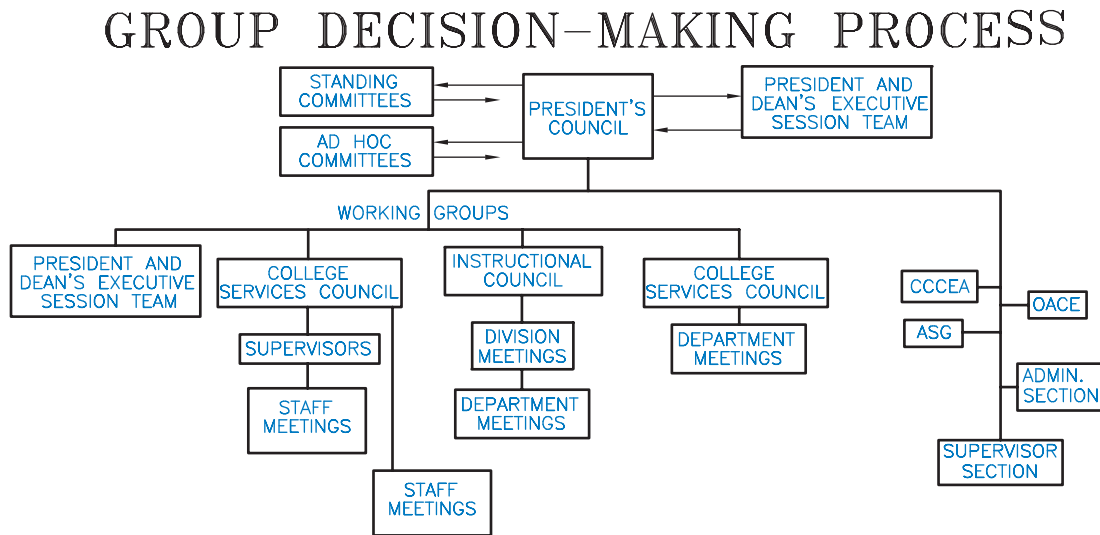 GROUP DECISION-MAKING PROCESS
STANDING
COMMITTEES
AD HOC
COMMITTEES
PRESIDENT'S
COUNCIL
PRESIDENT AND
DEAN'S EXECUTIVE
SESSION TEAM
WORKING GROUPS
PRESIDENT AND
DEAN'S EXECUTIVE
SESSION TEAM
COLLEGE
SERVICES COUNCIL
SUPERVISORS
STAFF
MEETINGS
STAFF
MEETINGS
INSTRUCTIONAL
COUNCIL
DIVISION
MEETINGS
DEPARTMENT
MEETINGS
COLLEGE
SERVICES COUNCIL
DEPARTMENT
MEETINGS
CCCEA
OACE
ASG
ADMIN.
SECTION
SUPERVISOR
SECTION